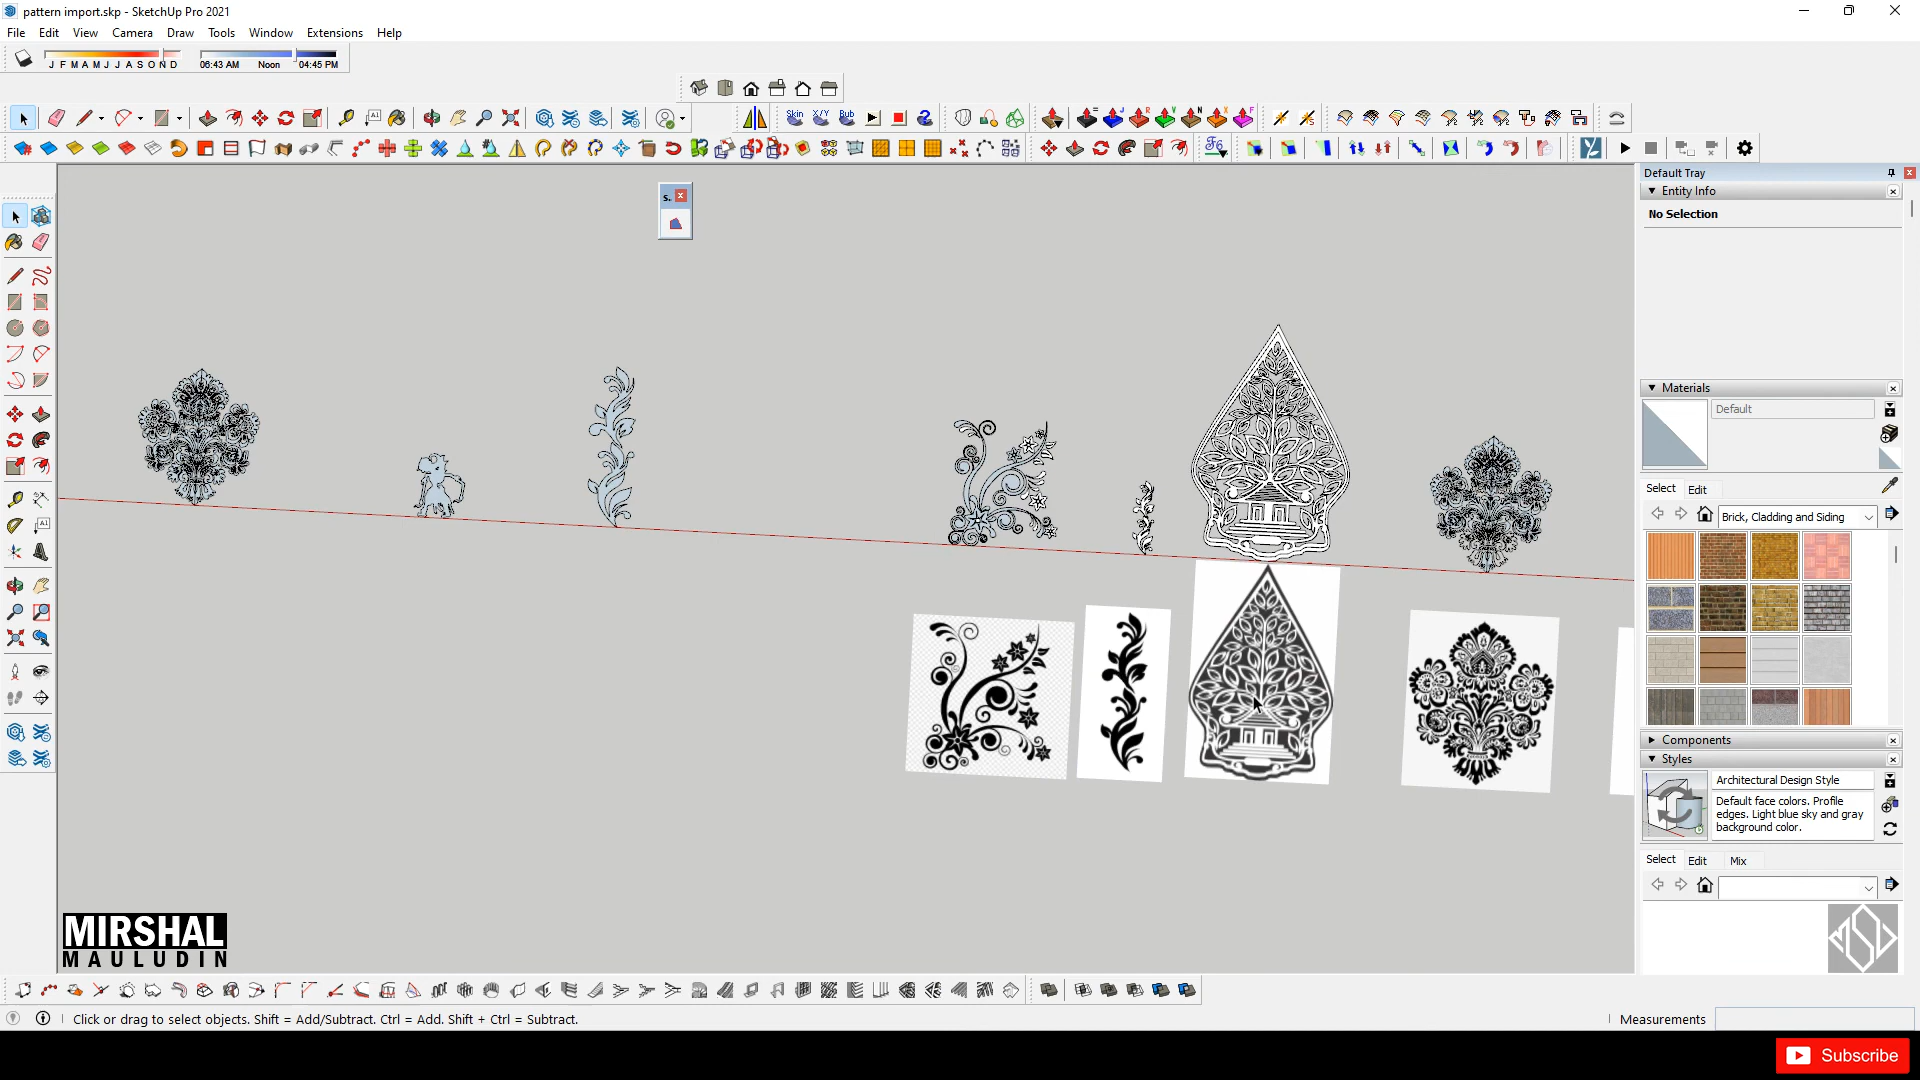 pattern import.skp - SketchUp Pro 2021
File Edit View Camera Draw Tools Window Extensions Help
J F M A M J J A S O N D 06:43 AM Noon 04:45 PM
Skin X/Y Bub
s.
Default Tray
Entity Info
No Selection
Materials
Default
Select Edit
Brick, Cladding and Siding
Components
Styles
Architectural Design Style
Default face colors. Profile
edges. Light blue sky and gray
background color.
Select Edit Mix
MIRSHAL
MAULUDIN
Click or drag to select objects. Shift = Add/Subtract. Ctrl = Add. Shift + Ctrl = Subtract.
Measurements
Subscribe